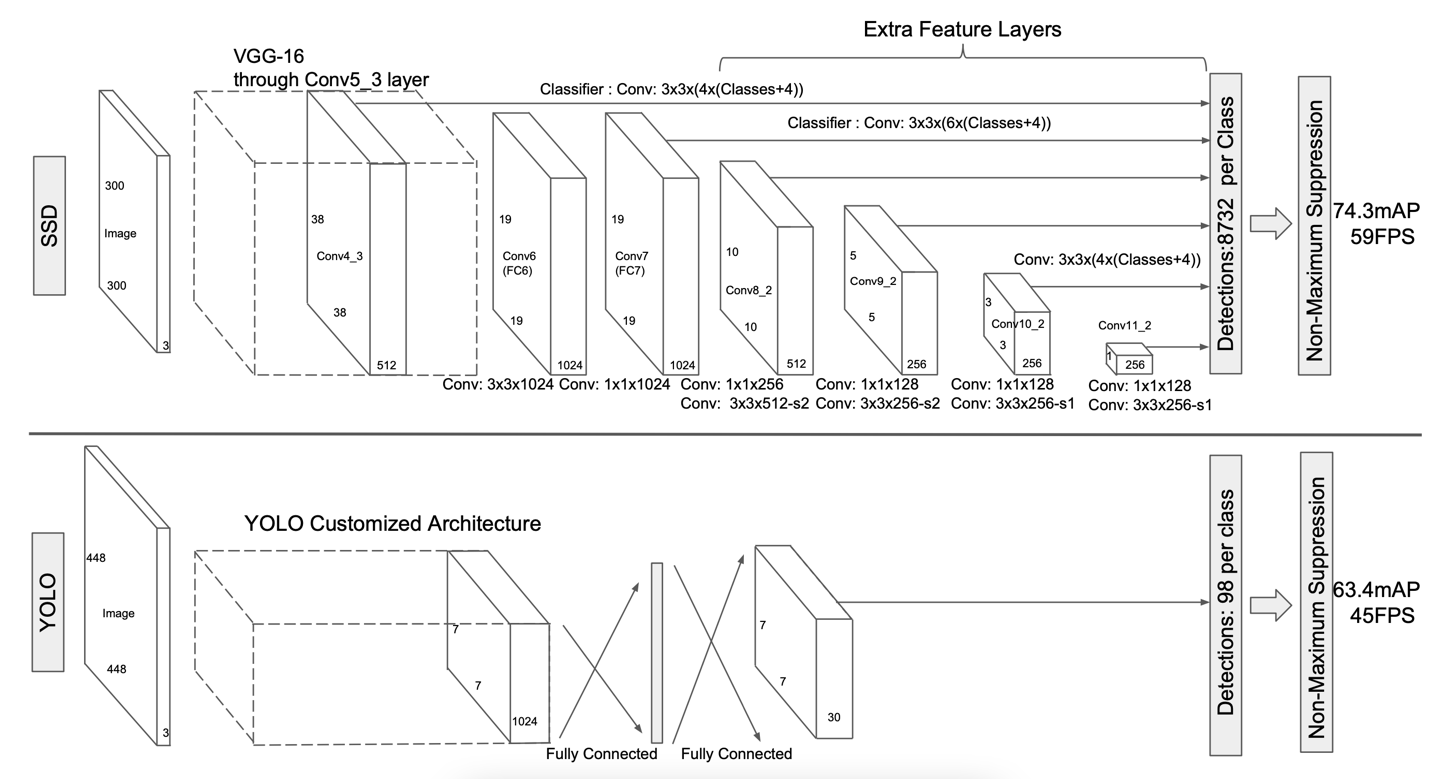 Extra Feature Layers
VGG-16
through Conv5_3 layer
Classifier : Conv: 3x3x(4x(Classes+4))
Classifier : Conv: 3x3x(6x(Classes+4))
SSD
300
Image
300
3
38
Conv4_3
38
512
19
Conv6
(FC6)
19
1024
19
Conv7
(FC7)
19
1024
10
Conv8_2
10
512
5
Conv9_2
5
256
Conv: 3x3x(4x(Classes+4))
3
Conv10_2
3
256
Conv11_2
1
256
Conv: 3x3x1024
Conv: 1x1x1024
Conv: 1x1x256
Conv: 3x3x512-s2
Conv: 1x1x128
Conv: 3x3x256-s2
Conv: 1x1x128
Conv: 3x3x256-s1
Conv: 1x1x128
Conv: 3x3x256-s1
Detections:8732 per Class
Non-Maximum Suppression
74.3mAP
59FPS
YOLO
448
Image
448
3
YOLO Customized Architecture
7
7
1024
Fully Connected
Fully Connected
7
7
30
Detections: 98 per class
Non-Maximum Suppression
63.4mAP
45FPS